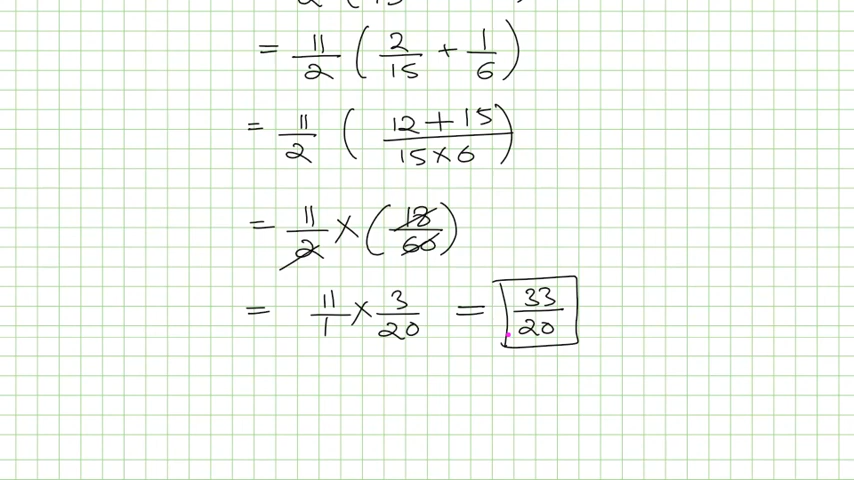 = 11/2 ( 2/15 + 1/6 )
= 11/2 ( 12 + 15 / 15 × 6 )
= 11/2 × ( 18/60 )
= 11/1 × 3/20 = 33/20